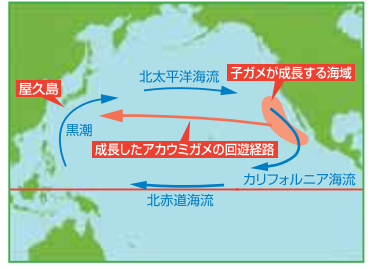 北太平洋海流
子ガメが成長する海域
屋久島
黒潮
成長したアカウミガメの回遊経路
カリフォルニア海流
北赤道海流